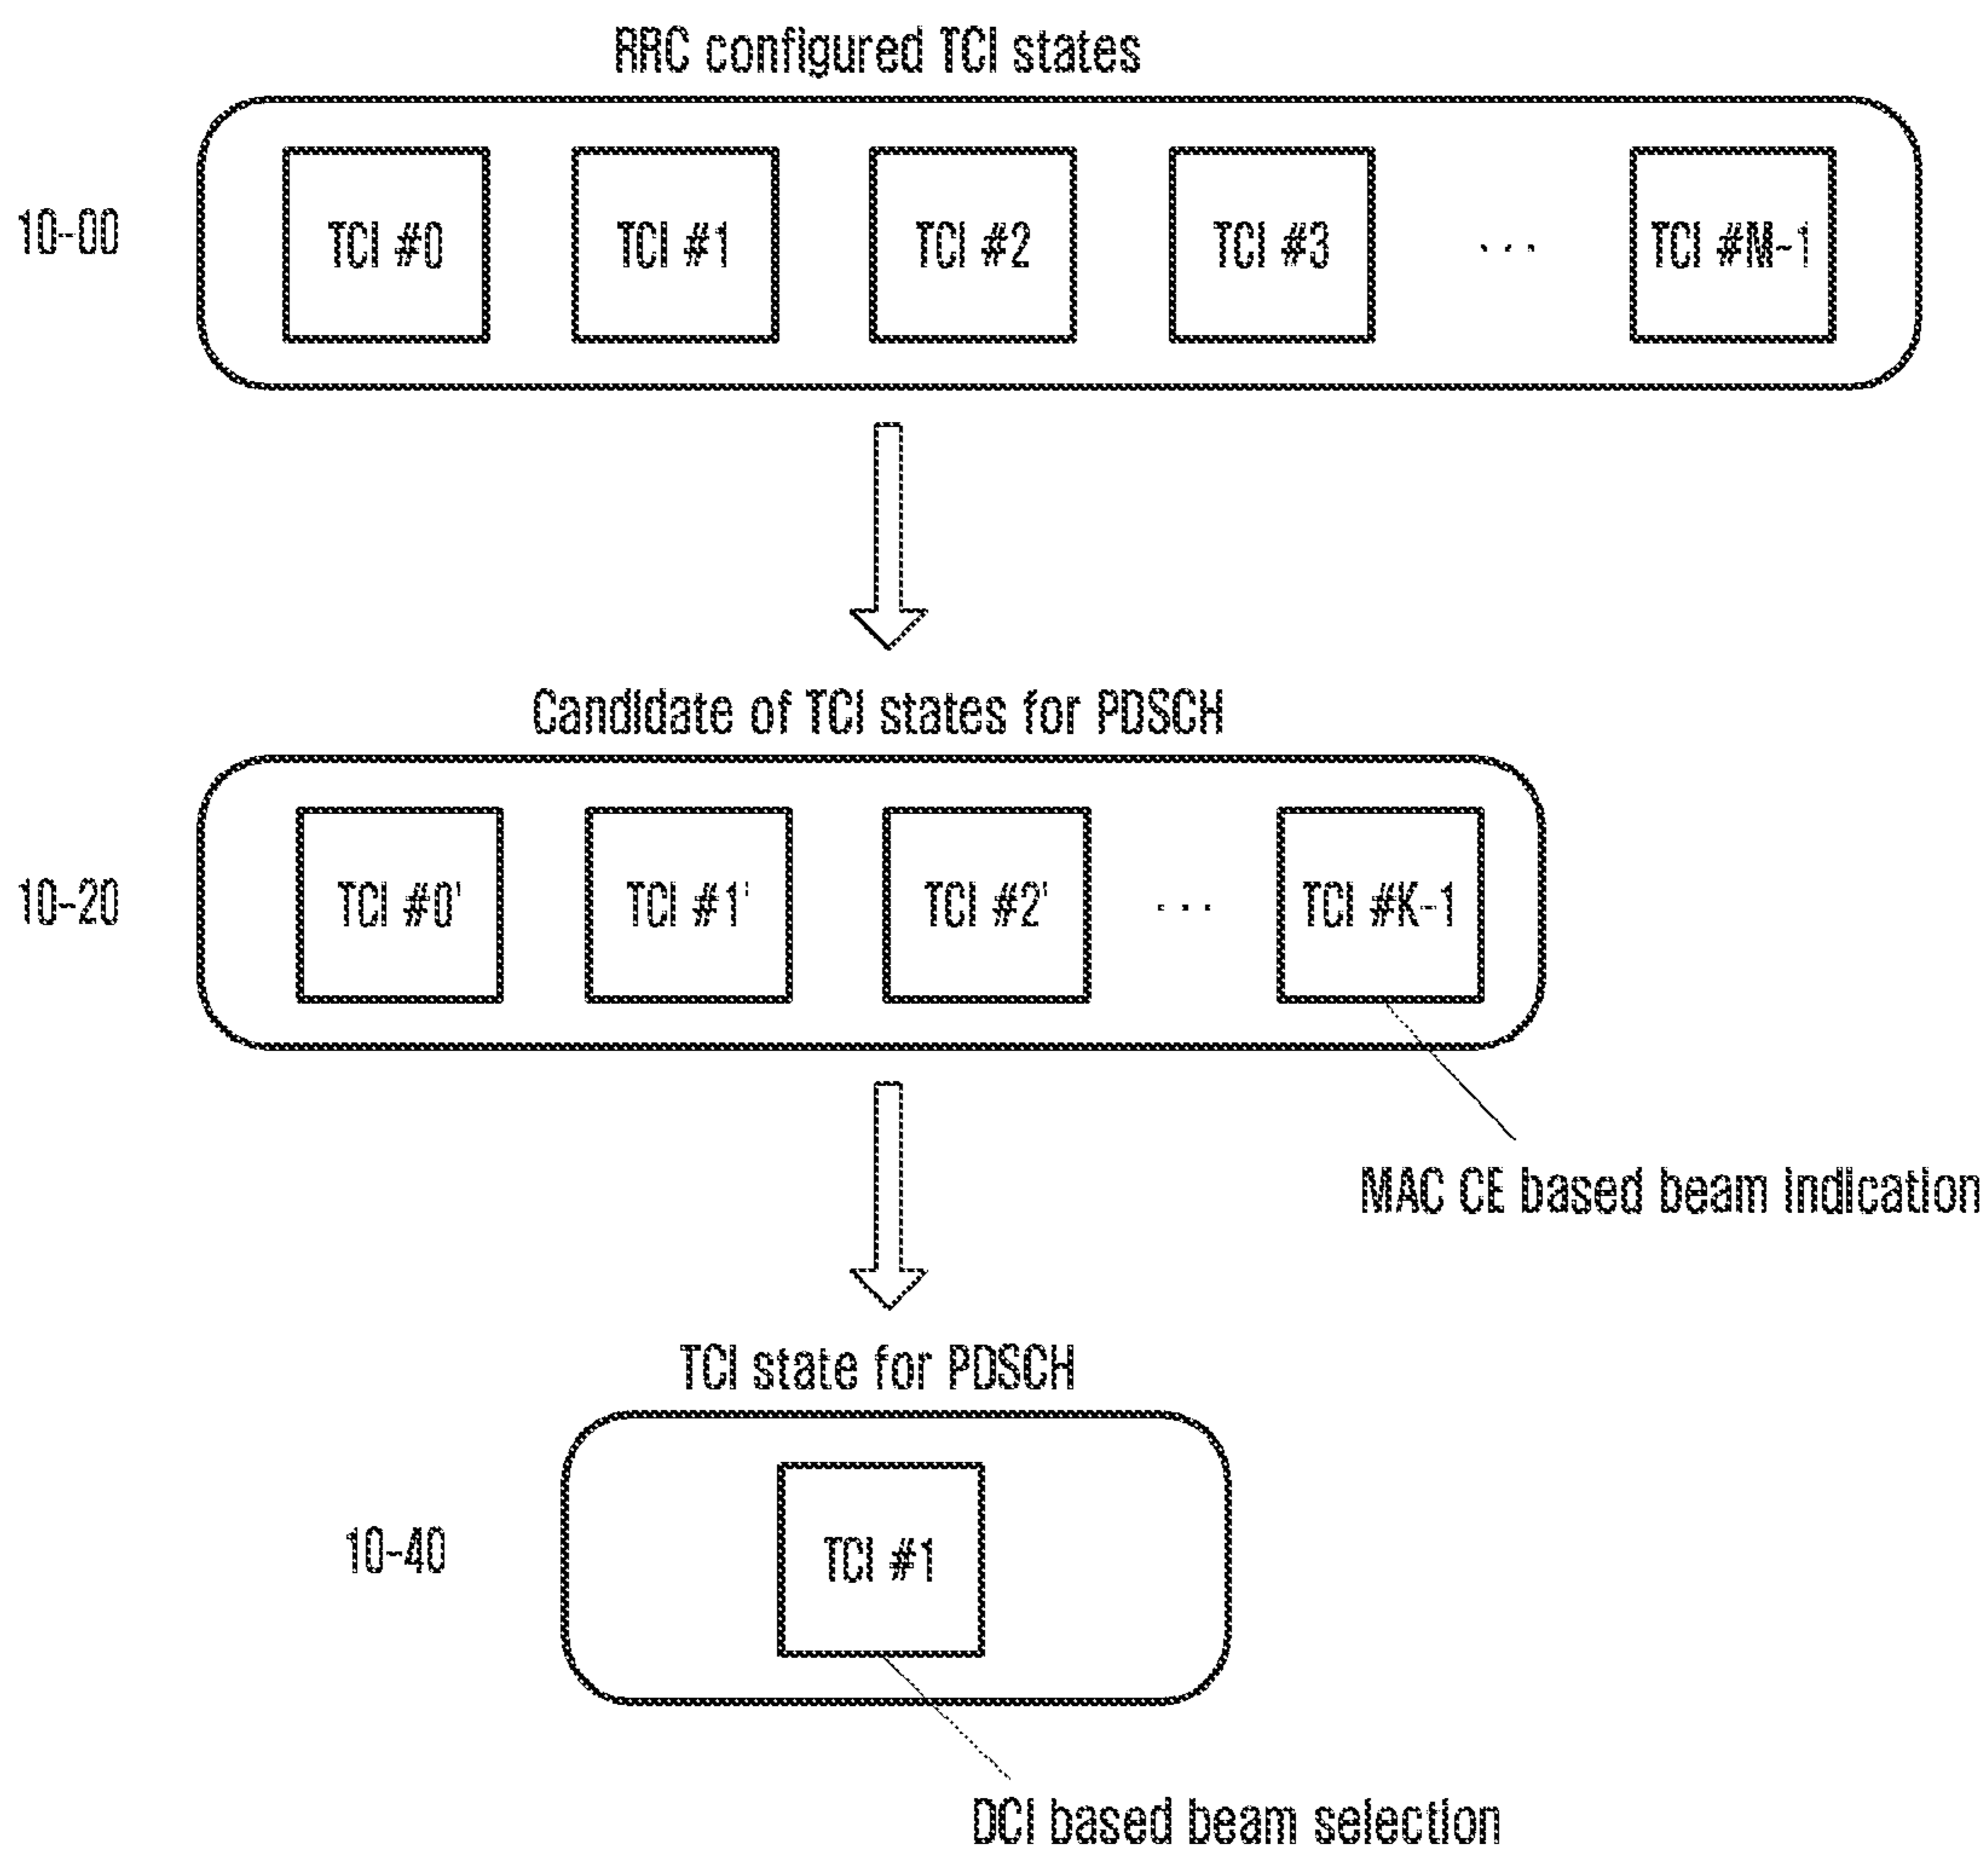 RRC configured TCI states
10-00
TCI #0
TCI #1
TCI #2
TCI #3
...
TCI #M-1
Candidate of TCI states for PDSCH
10-20
TCI #0'
TCI #1'
TCI #2'
...
TCI #K-1
MAC CE based beam indication
TCI state for PDSCH
10-40
TCI #1
DCI based beam selection